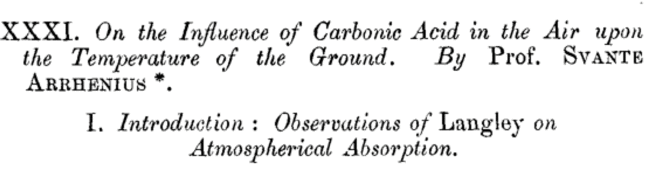 XXXI. On the Influence of Carbonic Acid in the Air upon
the Temperature of the Ground. By Prof. SVANTE
ARRHENIUS *.
I. Introduction : Observations of Langley on
Atmospherical Absorption.